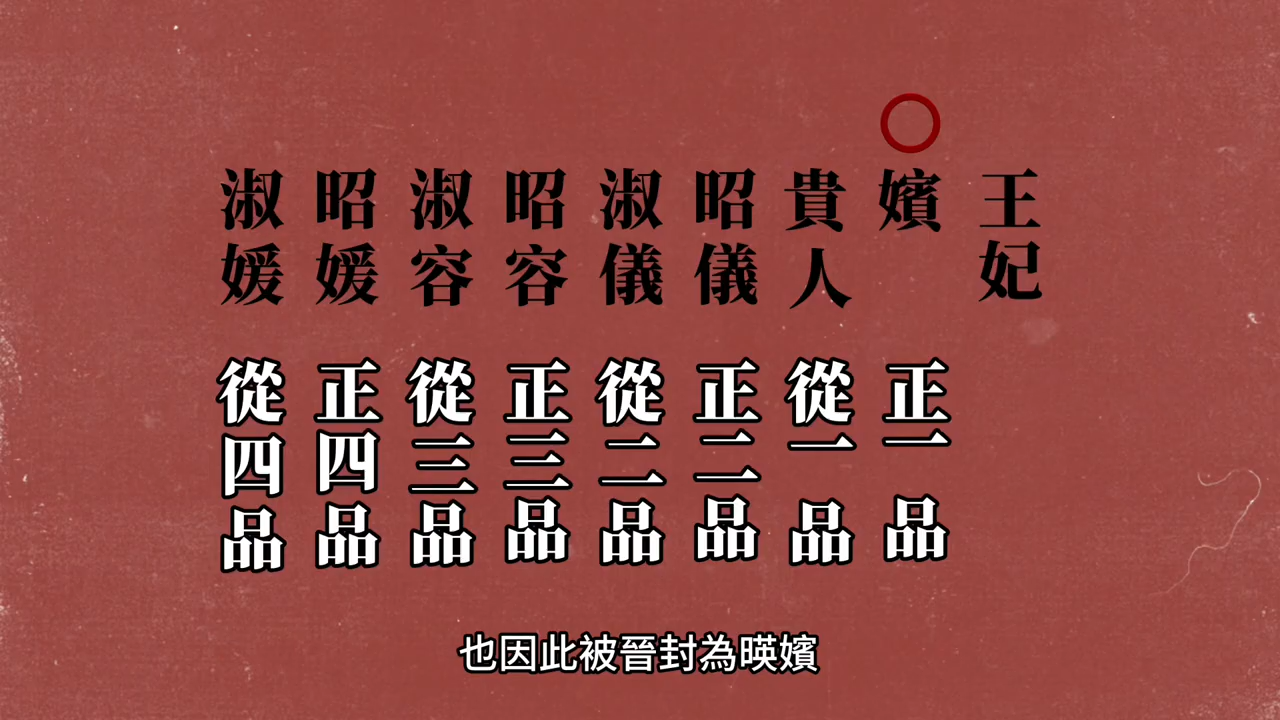 王妃
嬪
貴人
昭儀
淑儀
昭容
淑容
昭媛
淑媛
正一品
從一品
正二品
從二品
正三品
從三品
正四品
從四品
也因此被晉封為暎嬪